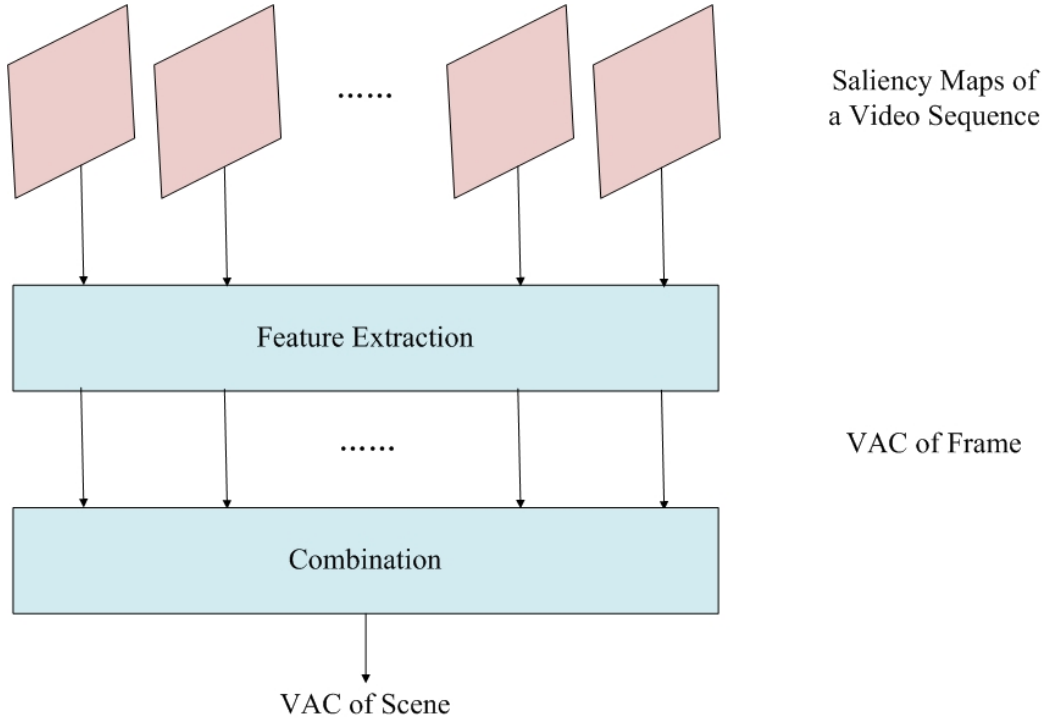 ......
Saliency Maps of
a Video Sequence
Feature Extraction
......
VAC of Frame
Combination
VAC of Scene